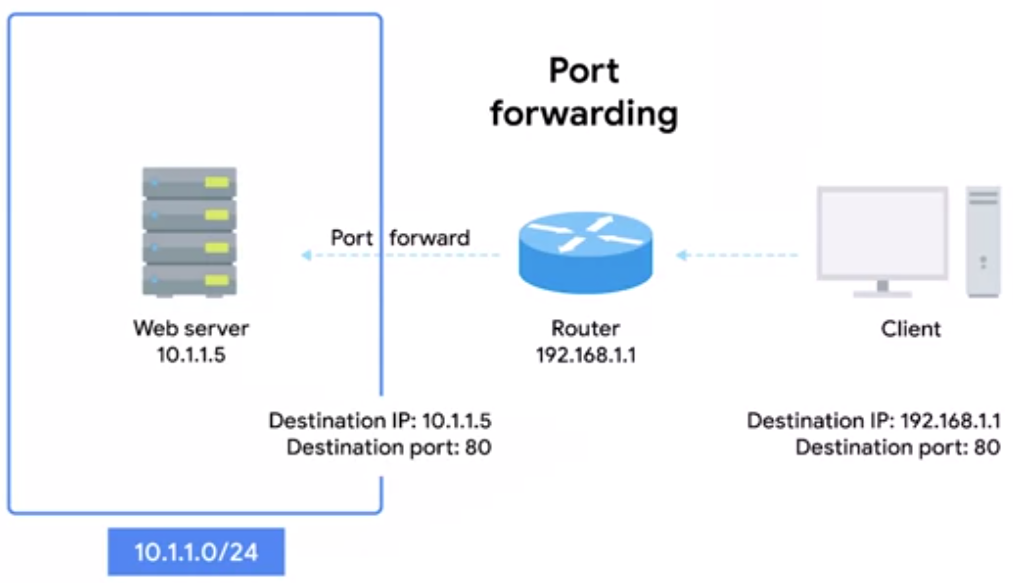 Port
forwarding
Port forward
Web server
10.1.1.5
Router
192.168.1.1
Client
Destination IP: 10.1.1.5
Destination port: 80
Destination IP: 192.168.1.1
Destination port: 80
10.1.1.0/24